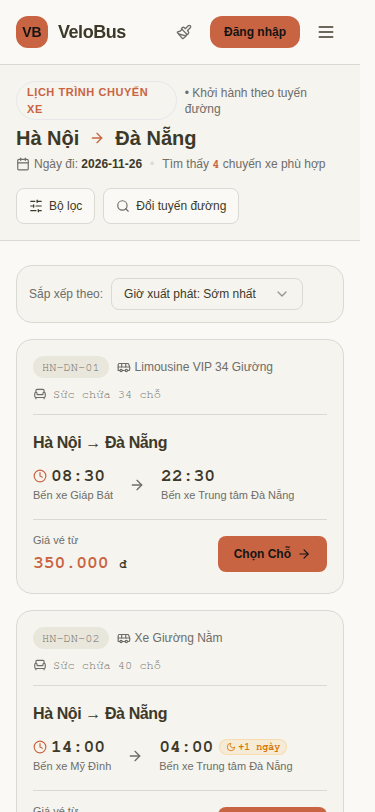 VB VeloBus Đăng nhập
LỊCH TRÌNH CHUYẾN XE
• Khởi hành theo tuyến đường
Hà Nội → Đà Nẵng
Ngày đi: 2026-11-26 • Tìm thấy 4 chuyến xe phù hợp
Bộ lọc Đổi tuyến đường
Sắp xếp theo: Giờ xuất phát: Sớm nhất
HN-DN-01 Limousine VIP 34 Giường
Sức chứa 34 chỗ
Hà Nội → Đà Nẵng
08:30 → 22:30
Bến xe Giáp Bát Bến xe Trung tâm Đà Nẵng
Giá vé từ
350.000 đ Chọn Chỗ →
HN-DN-02 Xe Giường Nằm
Sức chứa 40 chỗ
Hà Nội → Đà Nẵng
14:00 → 04:00 +1 ngày
Bến xe Mỹ Đình Bến xe Trung tâm Đà Nẵng
Giá vé từ